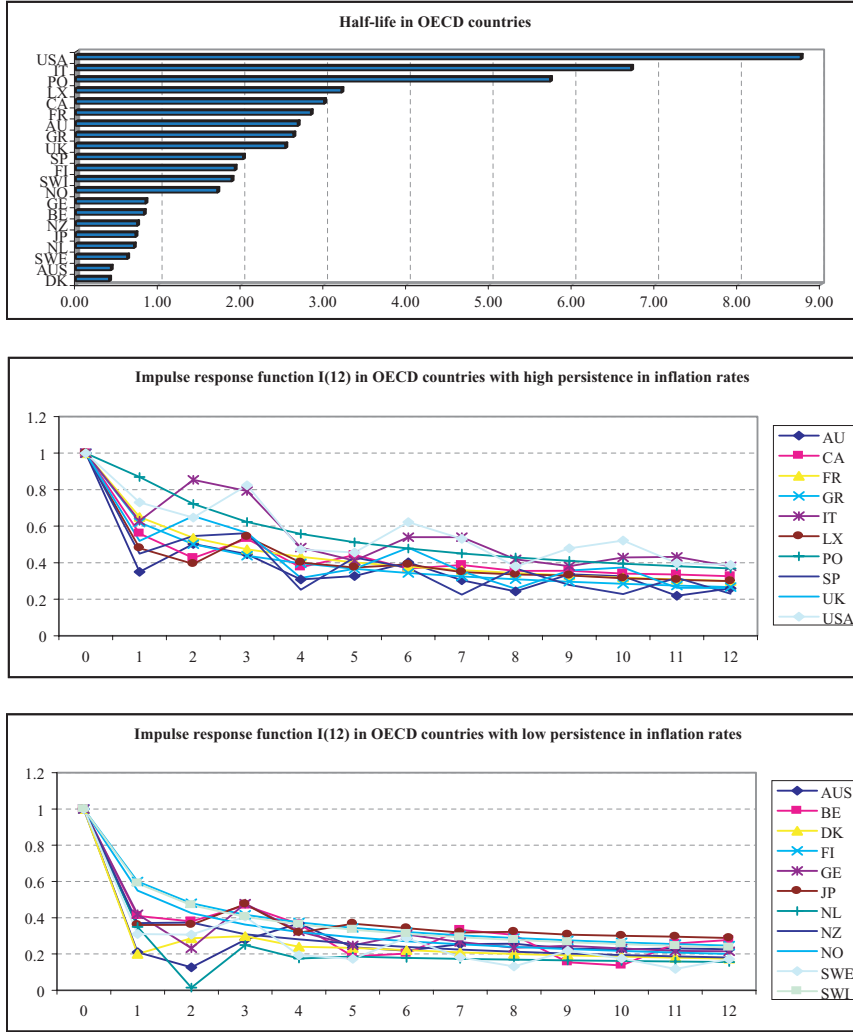 Half-life in OECD countries
USA
IT
PO
LX
CA
FR
AU
GR
UK
SP
FI
SWI
NO
GE
BE
NZ
JP
NL
SWE
AUS
DK
0.00 1.00 2.00 3.00 4.00 5.00 6.00 7.00 8.00 9.00
Impulse response function I(12) in OECD countries with high persistence in inflation rates
1.2
1
0.8
0.6
0.4
0.2
0
0 1 2 3 4 5 6 7 8 9 10 11 12
AU
CA
FR
GR
IT
LX
PO
SP
UK
USA
Impulse response function I(12) in OECD countries with low persistence in inflation rates
1.2
1
0.8
0.6
0.4
0.2
0
0 1 2 3 4 5 6 7 8 9 10 11 12
AUS
BE
DK
FI
GE
JP
NL
NZ
NO
SWE
SWI